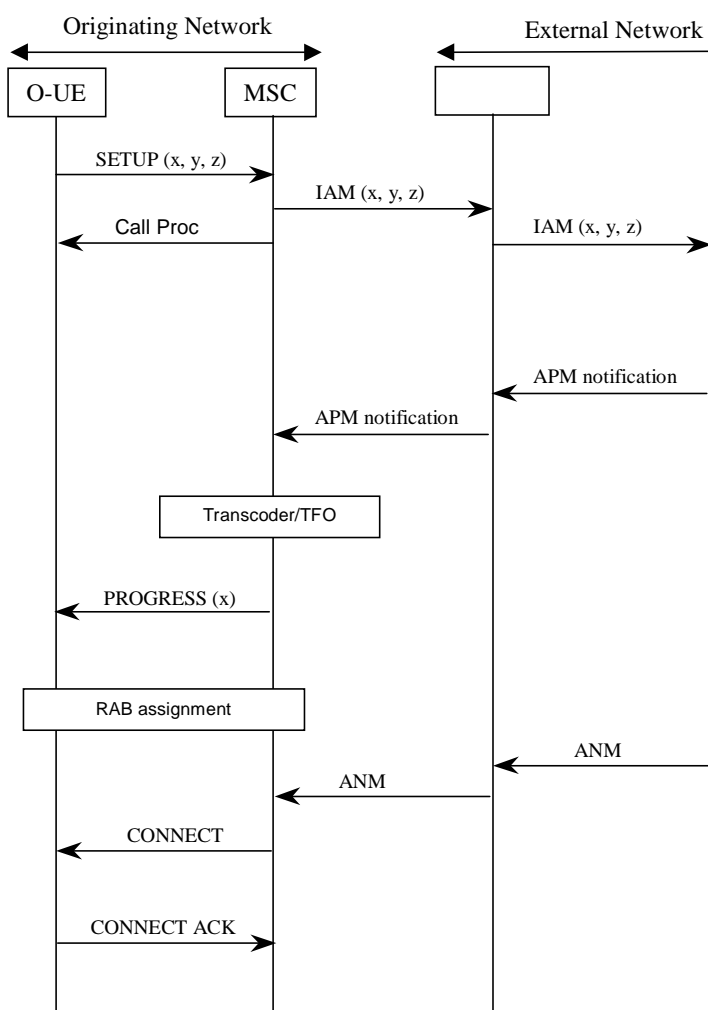 Originating Network
External Network
O-UE
MSC
SETUP (x, y, z)
IAM (x, y, z)
Call Proc
IAM (x, y, z)
APM notification
APM notification
Transcoder/TFO
PROGRESS (x)
RAB assignment
ANM
ANM
CONNECT
CONNECT ACK